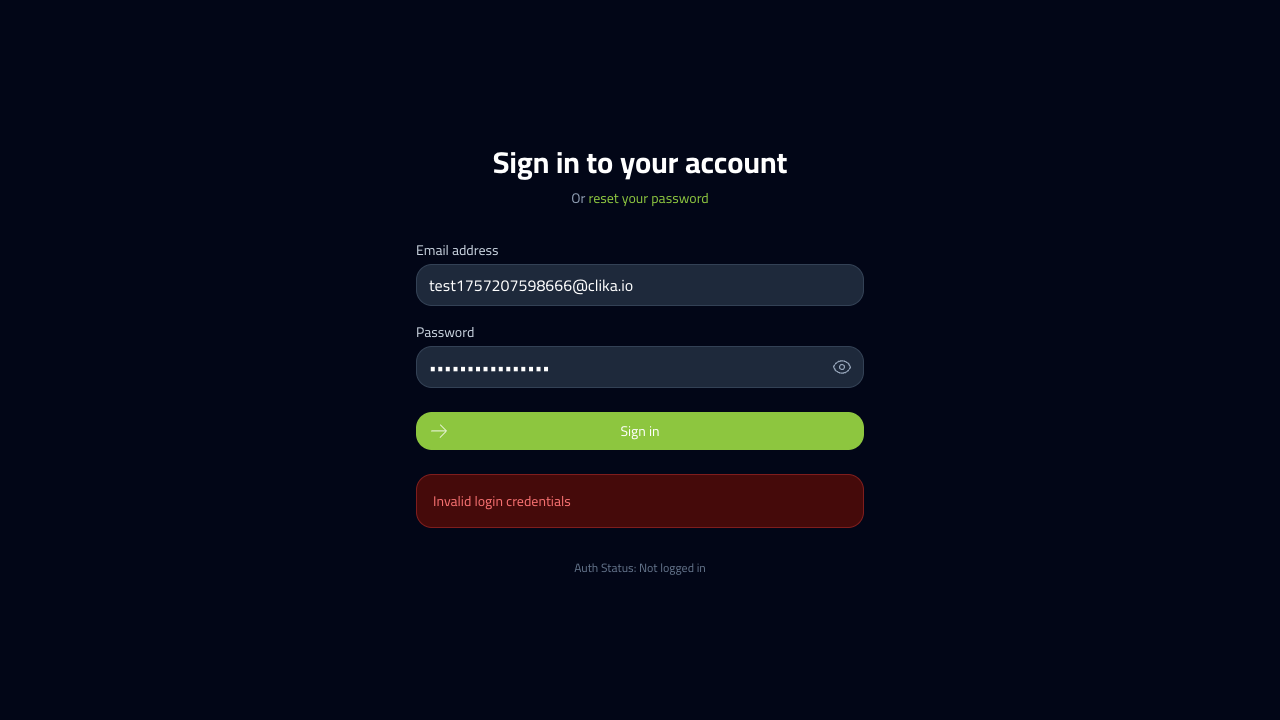 Sign in to your account
Or reset your password
Email address
test1757207598666@clika.io
Password
▪▪▪▪▪▪▪▪▪▪▪▪▪▪▪▪
Sign in
Invalid login credentials
Auth Status: Not logged in